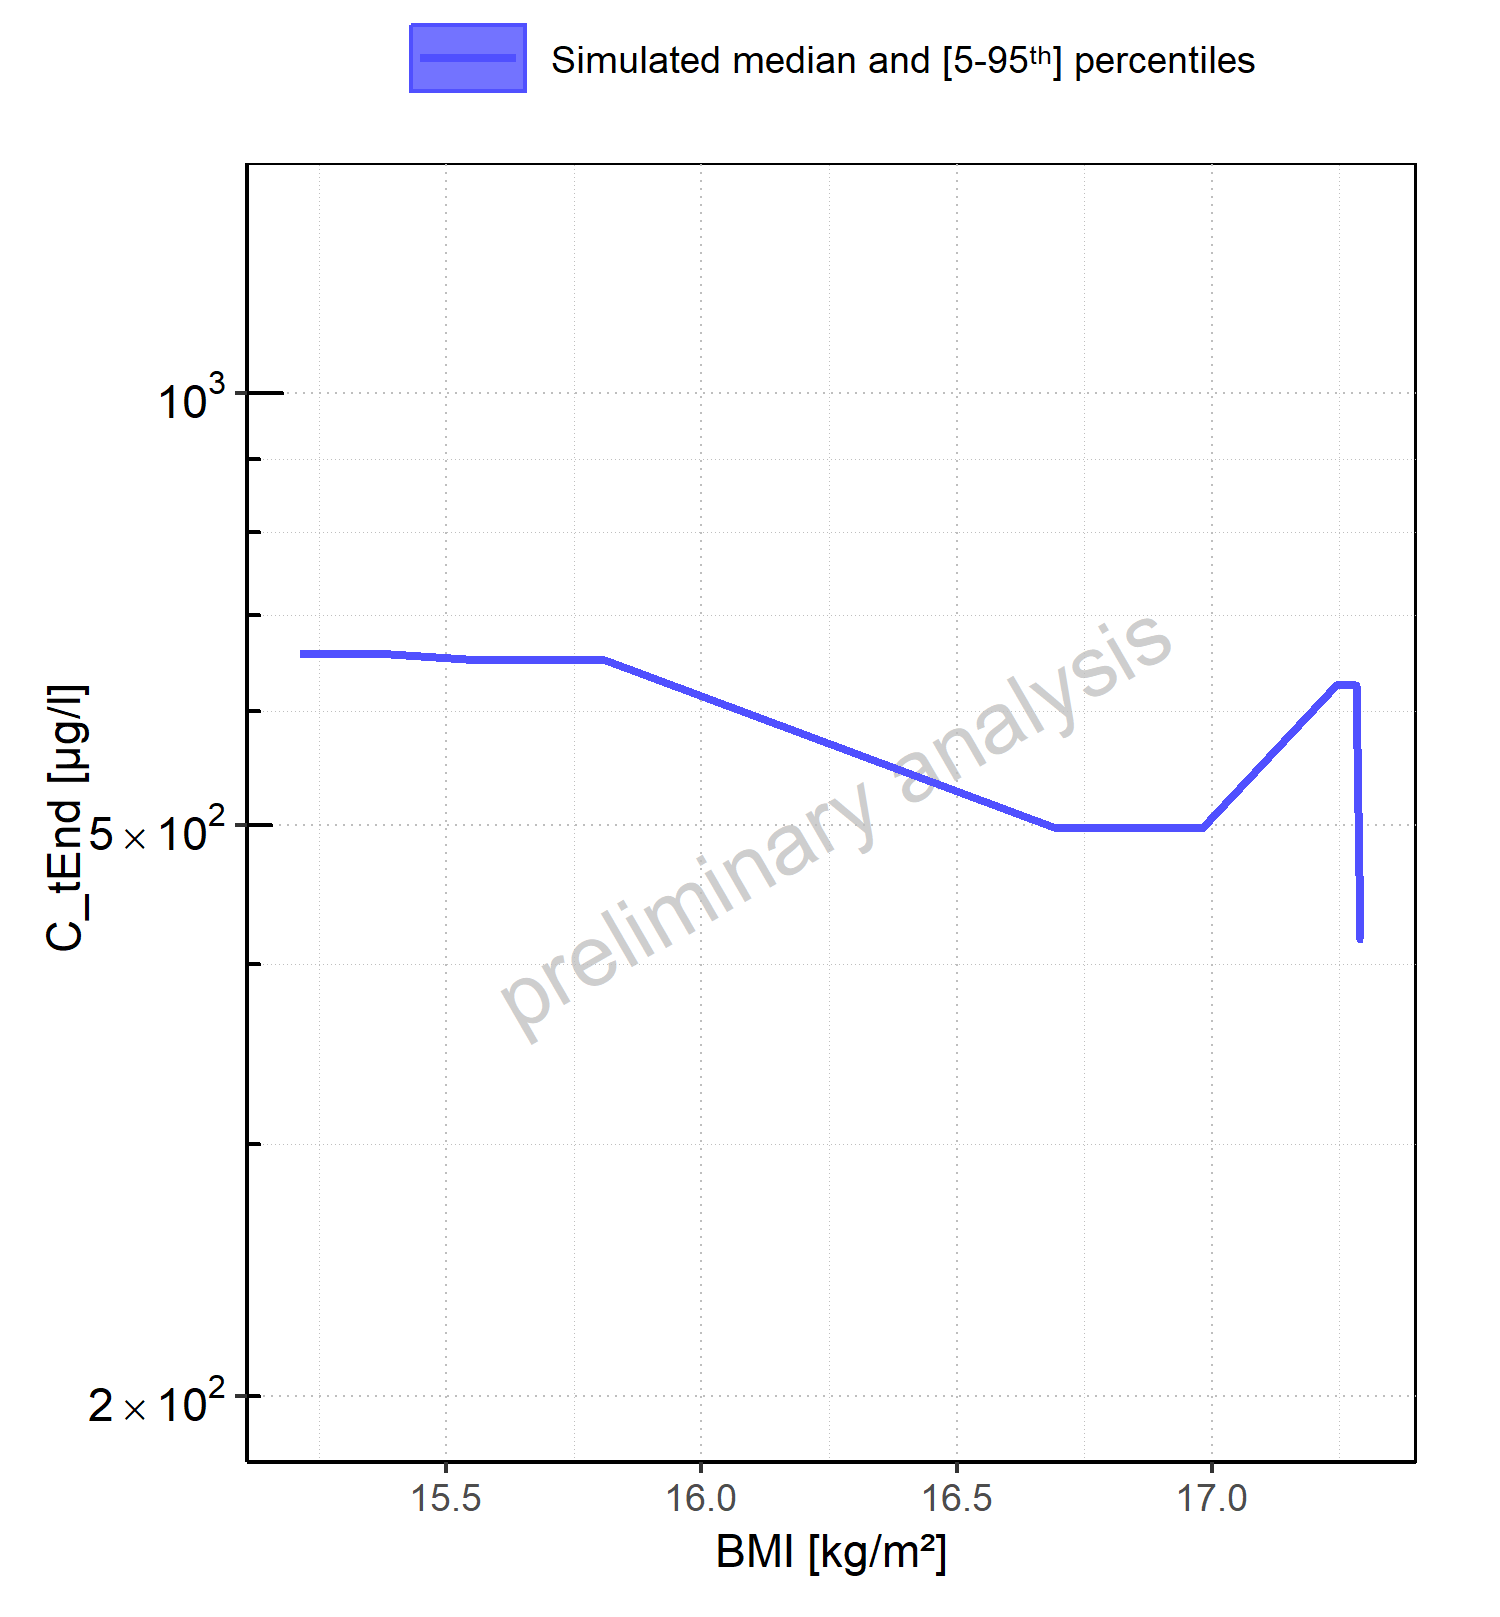 Simulated median and [5-95ᵗʰ] percentiles
10³
5 × 10²
2 × 10²
C_tEnd [µg/l]
preliminary analysis
15.5 16.0 16.5 17.0
BMI [kg/m²]